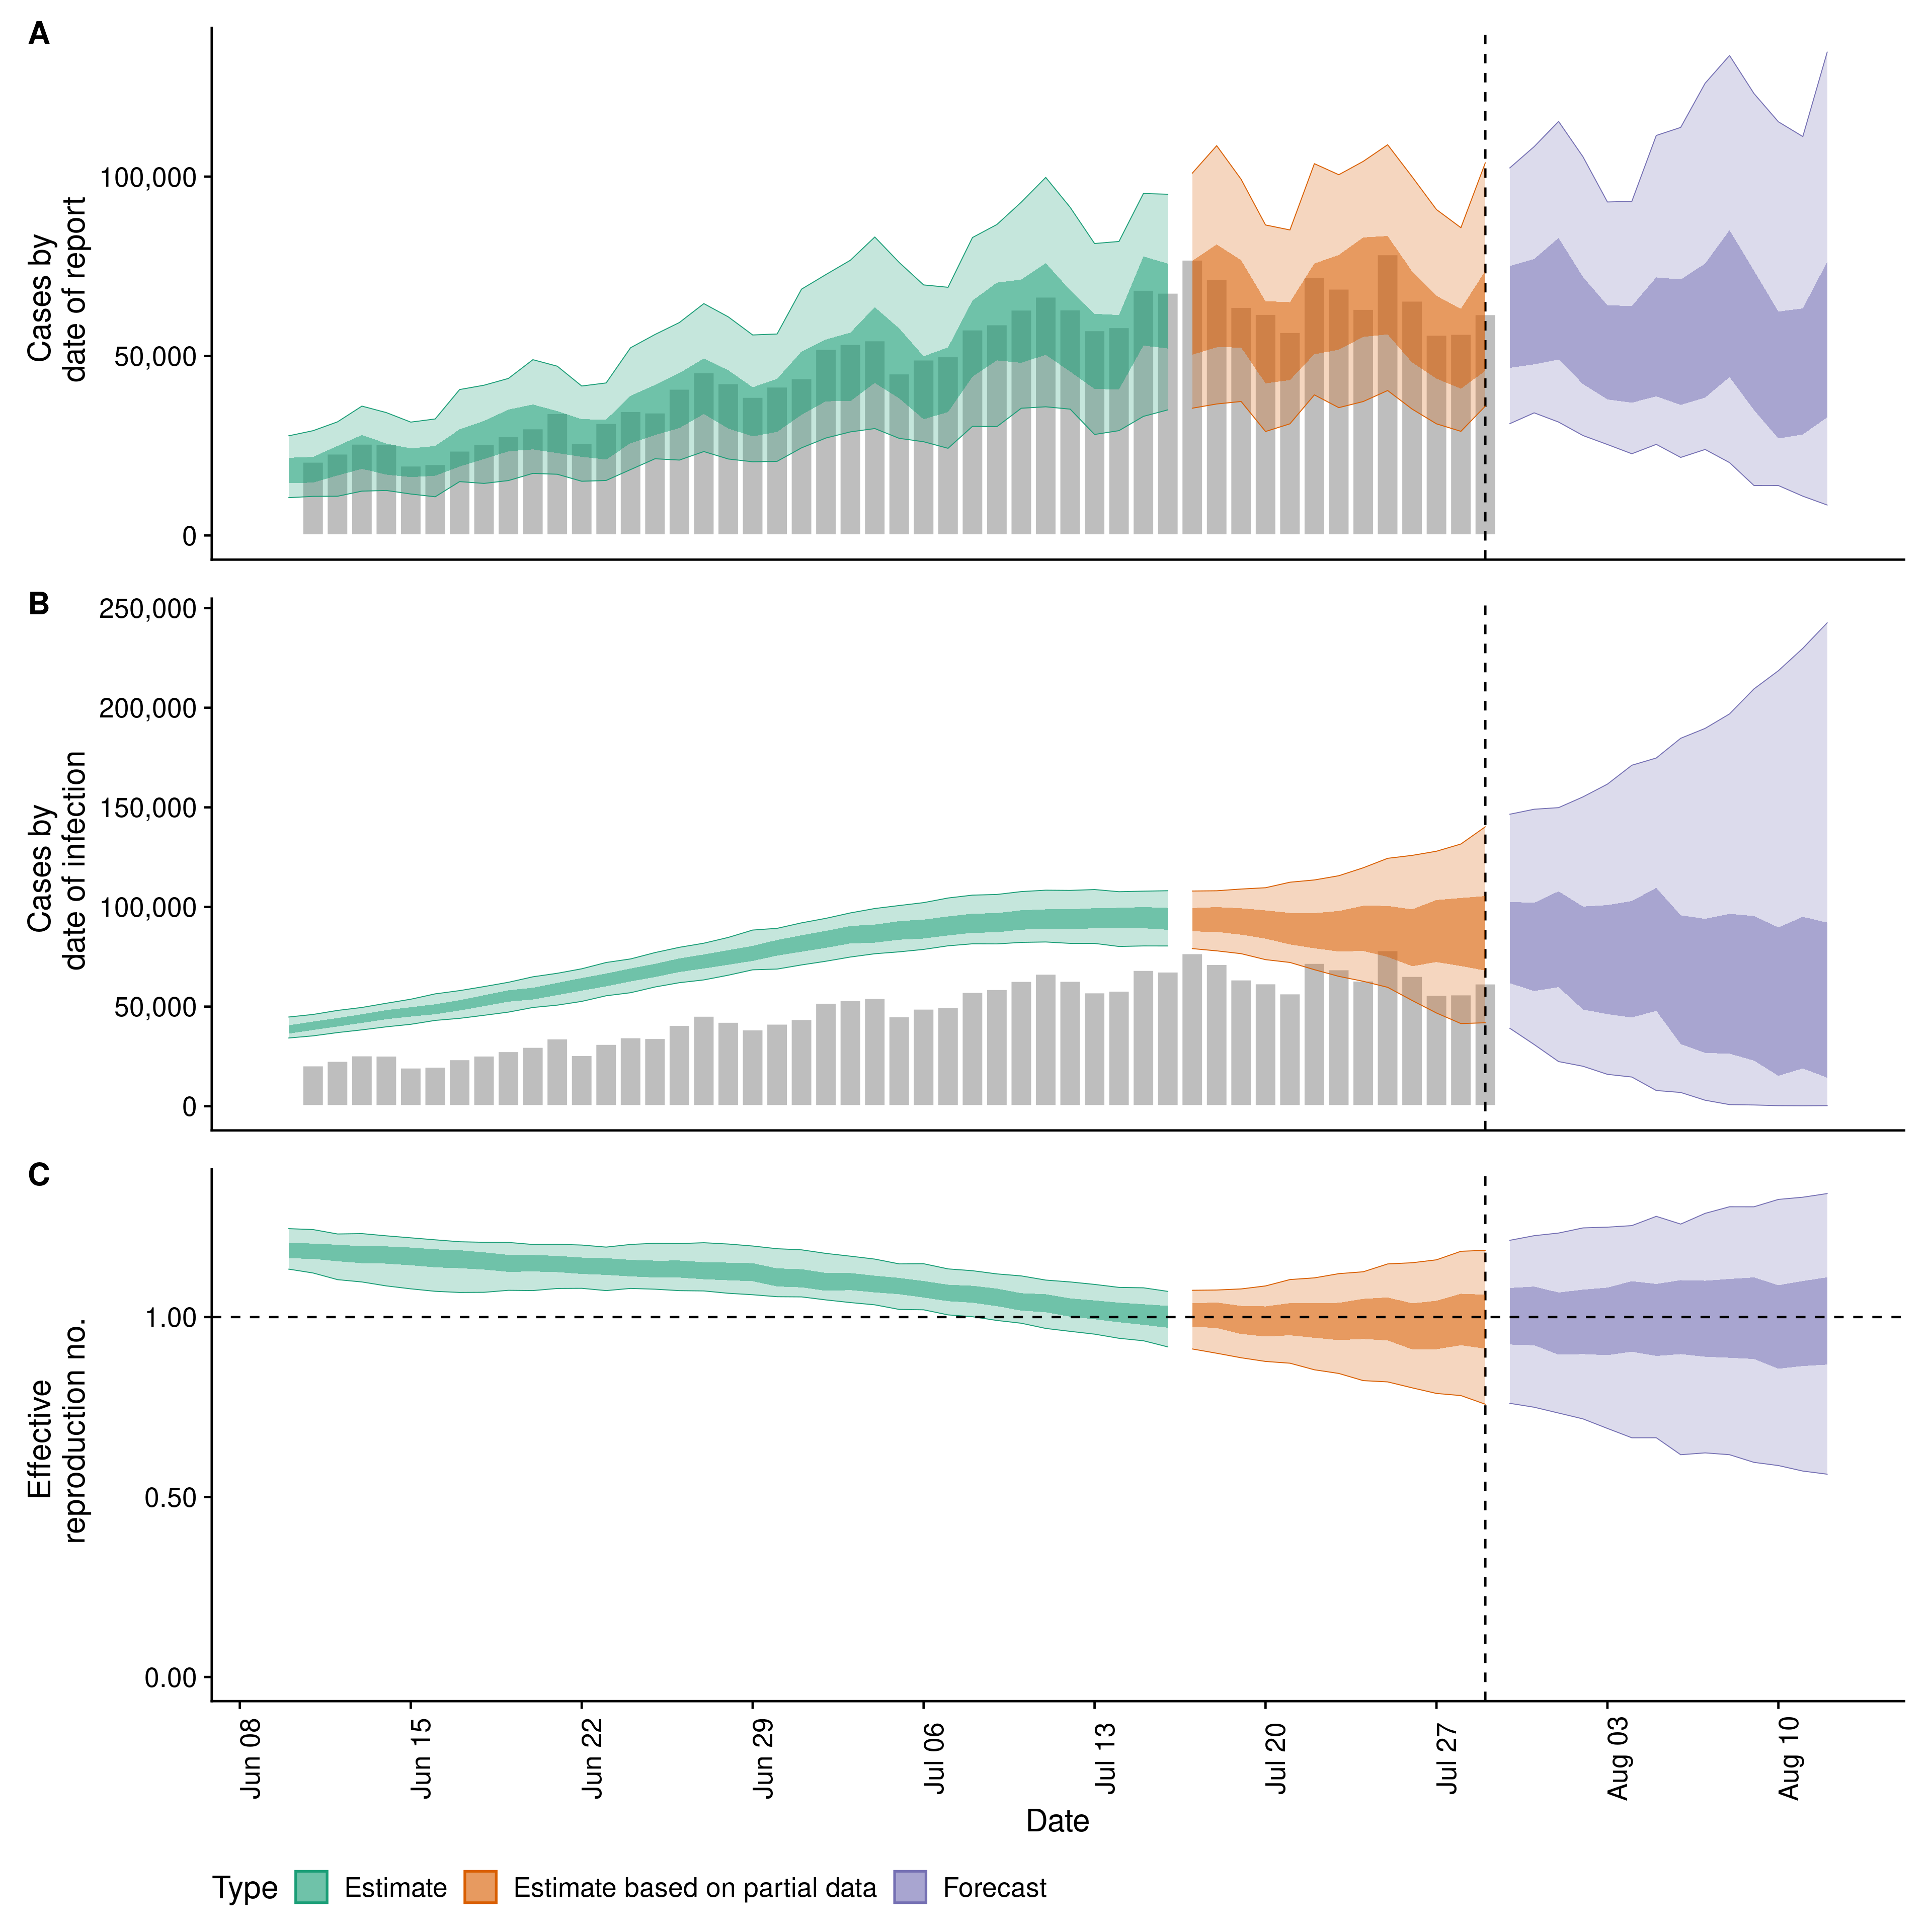 A
Cases by
date of report
100,000
50,000
0
B
Cases by
date of infection
250,000
200,000
150,000
100,000
50,000
0
C
Effective
reproduction no.
1.00
0.50
0.00
Jun 08
Jun 15
Jun 22
Jun 29
Jul 06
Jul 13
Jul 20
Jul 27
Aug 03
Aug 10
Date
Type Estimate Estimate based on partial data Forecast